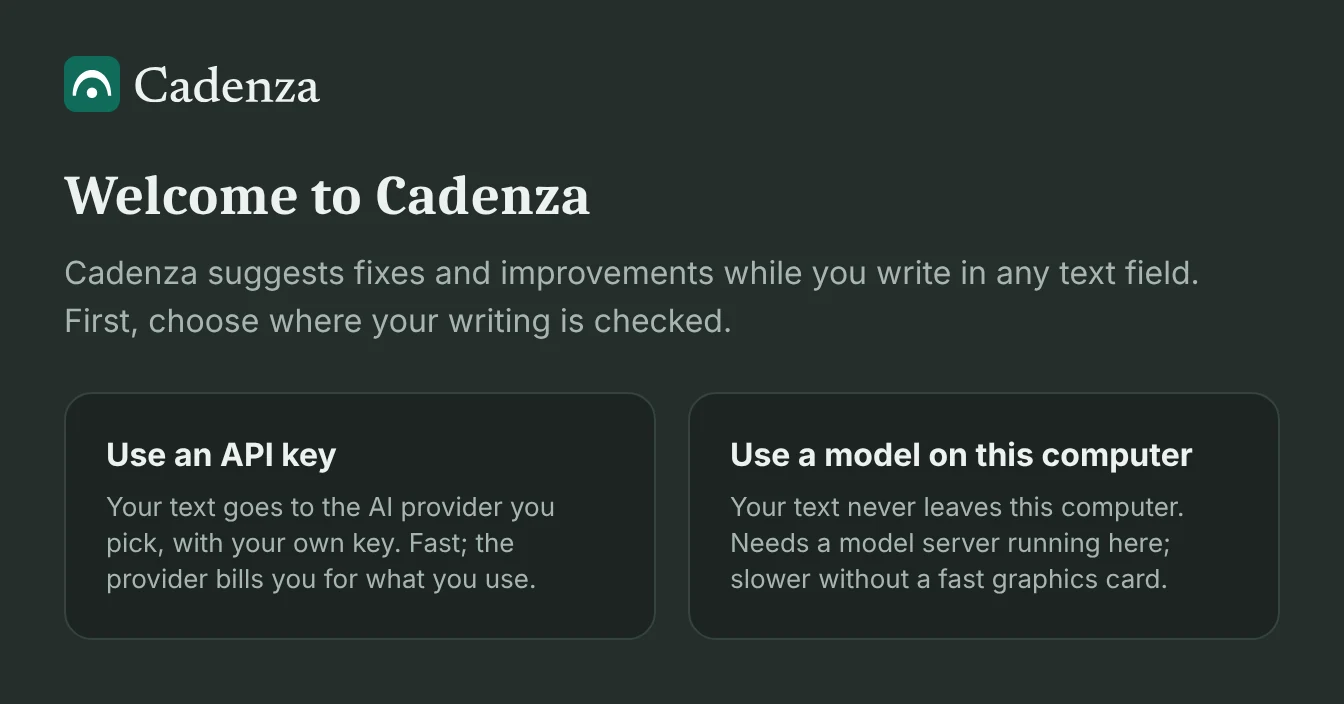 Cadenza
Welcome to Cadenza
Cadenza suggests fixes and improvements while you write in any text field.
First, choose where your writing is checked.
Use an API key
Your text goes to the AI provider you
pick, with your own key. Fast; the
provider bills you for what you use.
Use a model on this computer
Your text never leaves this computer.
Needs a model server running here;
slower without a fast graphics card.